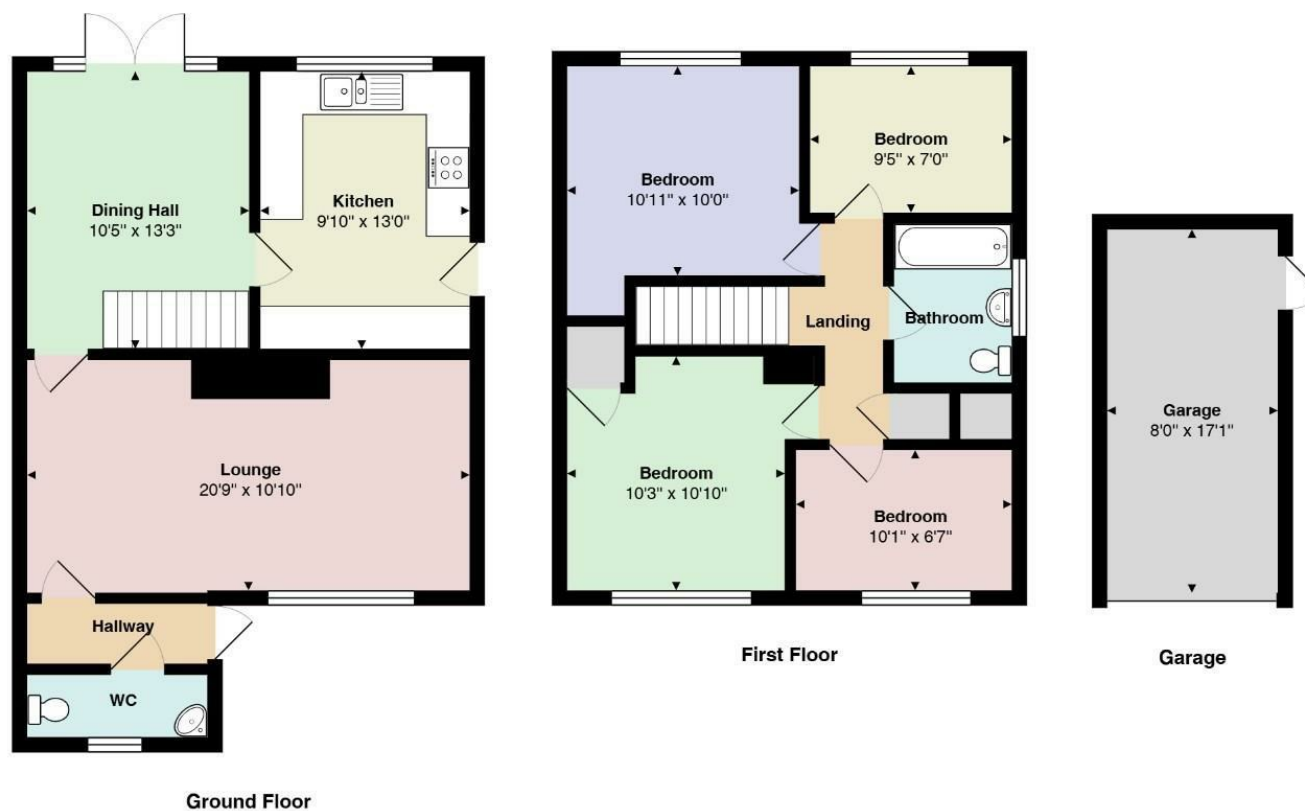 Dining Hall
10'5" x 13'3"
Kitchen
9'10" x 13'0"
Lounge
20'9" x 10'10"
Hallway
WC
Ground Floor
Bedroom
10'11" x 10'0"
Bedroom
9'5" x 7'0"
Landing
Bathroom
Bedroom
10'3" x 10'10"
Bedroom
10'1" x 6'7"
First Floor
Garage
8'0" x 17'1"
Garage